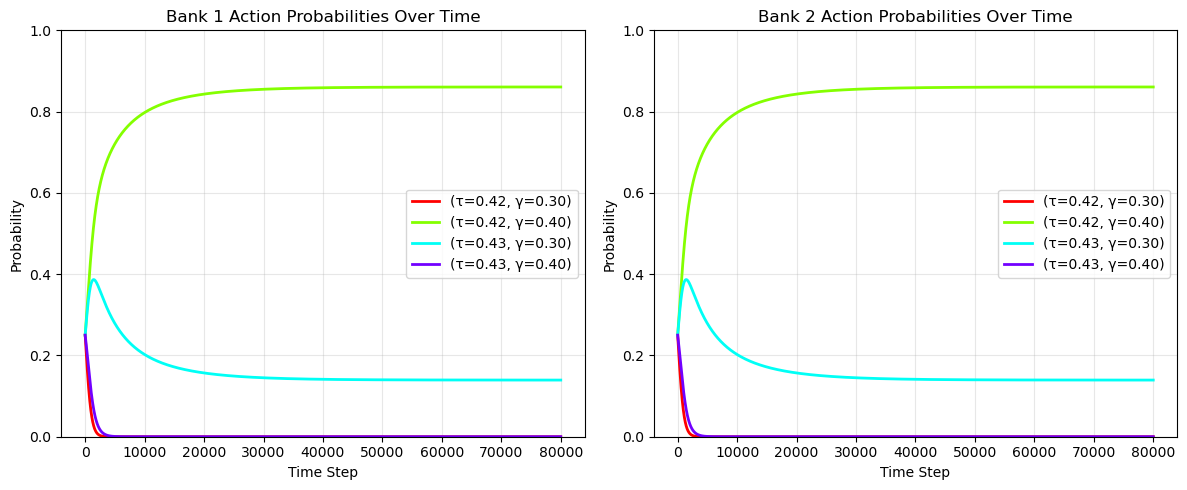 Bank 1 Action Probabilities Over Time
1.0
0.8
0.6
0.4
0.2
0.0
Probability
(τ=0.42, γ=0.30)
(τ=0.42, γ=0.40)
(τ=0.43, γ=0.30)
(τ=0.43, γ=0.40)
0 10000 20000 30000 40000 50000 60000 70000 80000
Time Step
Bank 2 Action Probabilities Over Time
1.0
0.8
0.6
0.4
0.2
0.0
Probability
(τ=0.42, γ=0.30)
(τ=0.42, γ=0.40)
(τ=0.43, γ=0.30)
(τ=0.43, γ=0.40)
0 10000 20000 30000 40000 50000 60000 70000 80000
Time Step